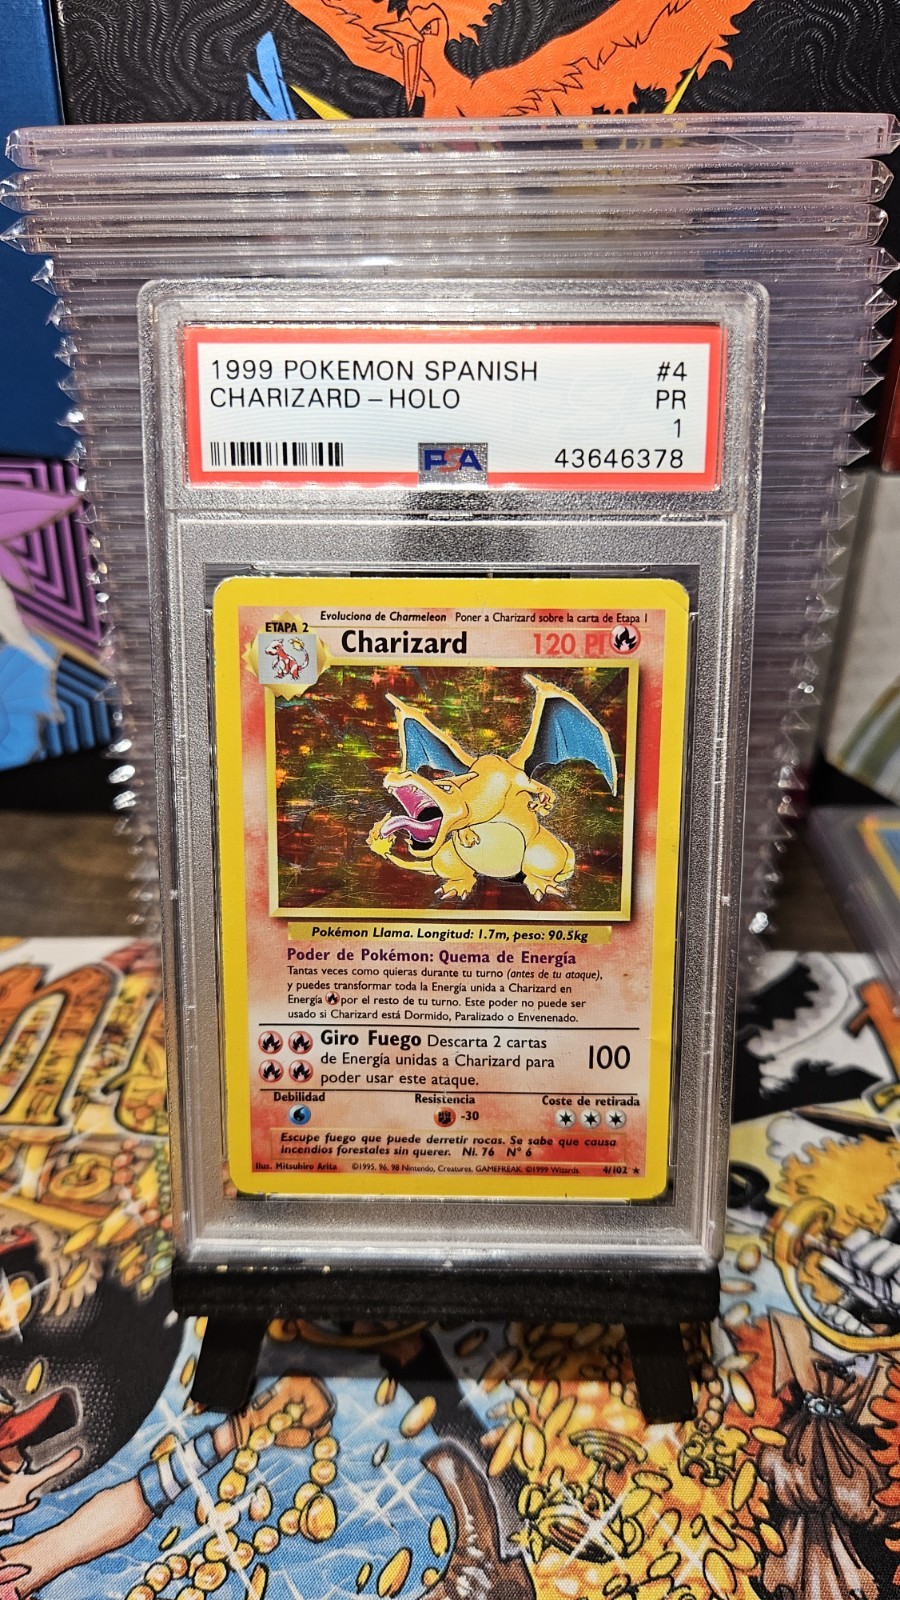 1999 POKEMON SPANISH #4
CHARIZARD – HOLO PR
1
PSA 43646378
Evoluciona de Charmeleon Poner a Charizard sobre la carta de Etapa 1
ETAPA 2
Charizard 120 PI
Pokémon Llama. Longitud: 1.7m, peso: 90.5kg
Poder de Pokémon: Quema de Energía
Tantas veces como quieras durante tu turno (antes de tu ataque),
y puedes transformar toda la Energía unida a Charizard en
Energía por el resto de tu turno. Este poder no puede ser
usado si Charizard está Dormido, Paralizado o Envenenado.
Giro Fuego Descarta 2 cartas
de Energía unidas a Charizard para 100
poder usar este ataque.
Debilidad Resistencia Coste de retirada
-30
Escupe fuego que puede derretir rocas. Se sabe que causa
incendios forestales sin querer. Ni. 76 N° 6
Ilus. Mitsuhiro Arita ©1995, 96, 98 Nintendo, Creatures, GAMEFREAK. ©1999 Wizards. 4/102 ★